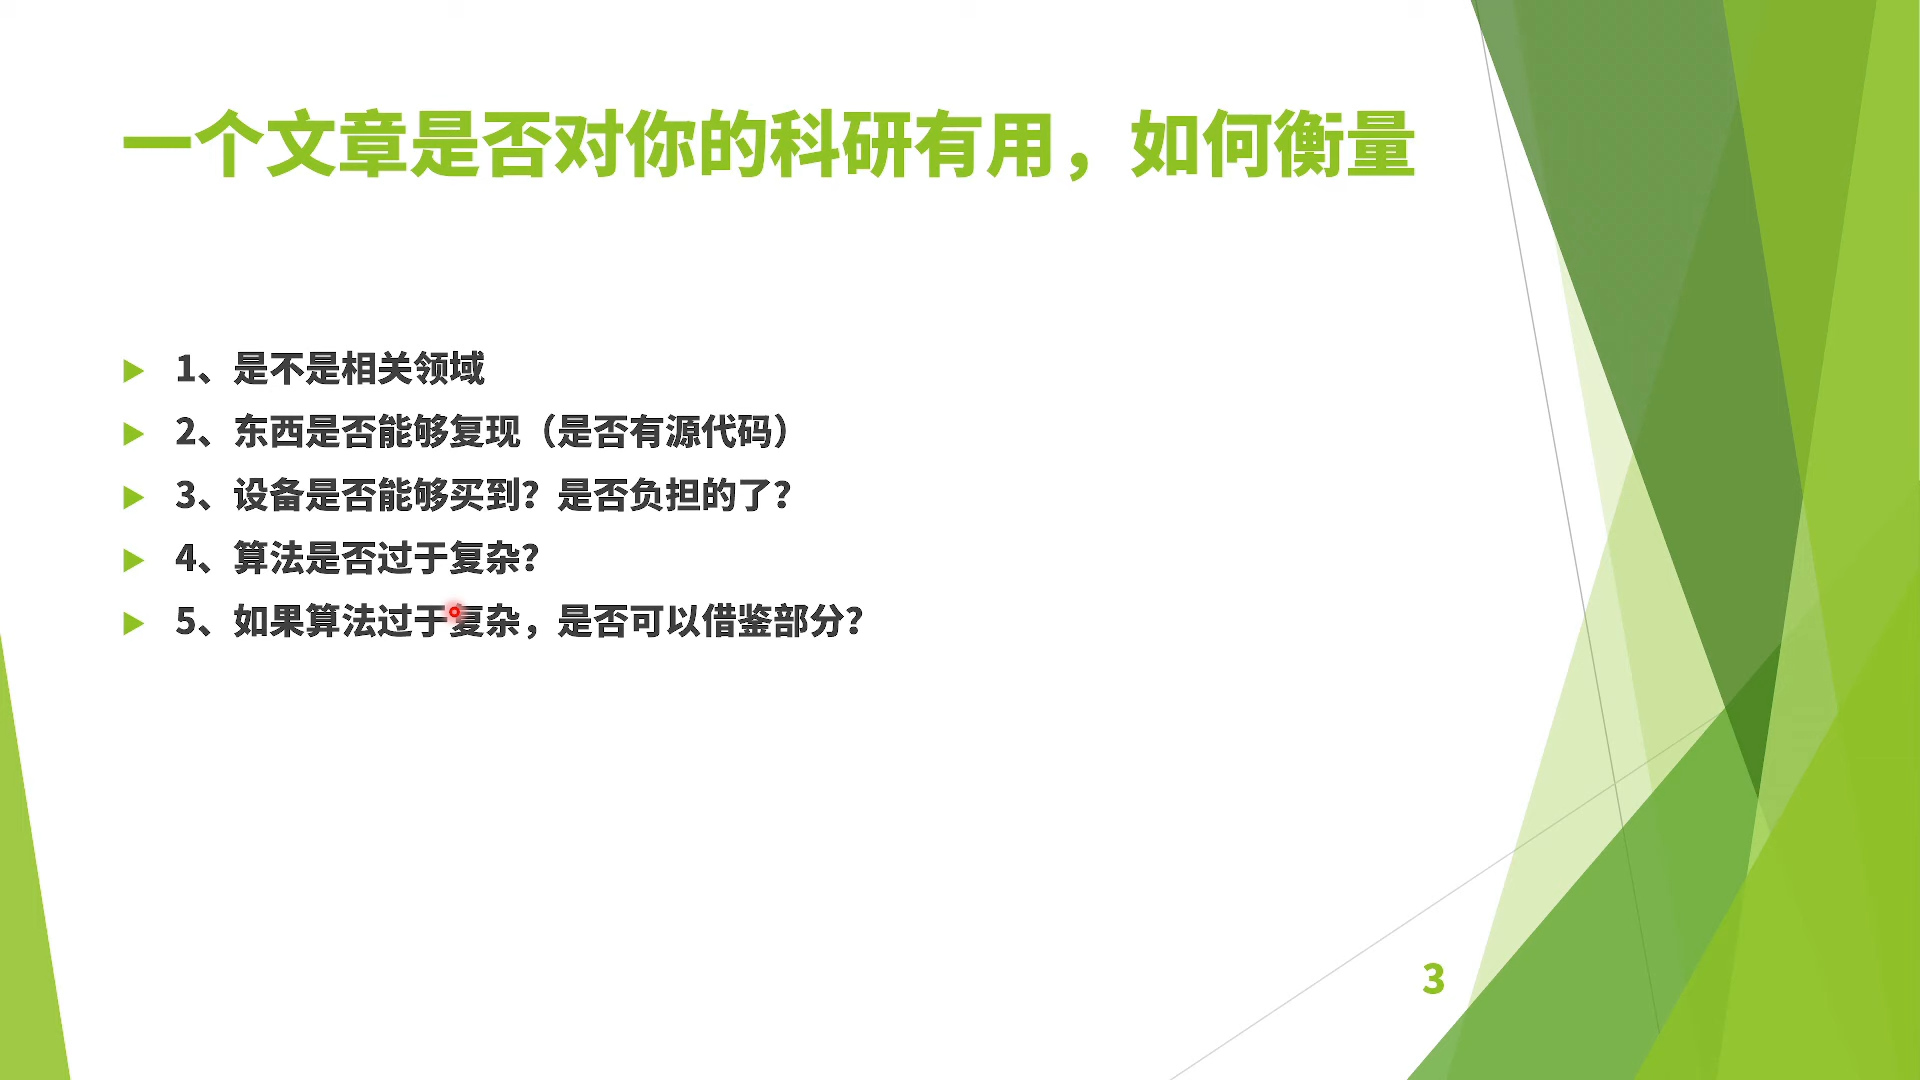 一个文章是否对你的科研有用，如何衡量
1、是不是相关领域
2、东西是否能够复现（是否有源代码）
3、设备是否能够买到？是否负担的了？
4、算法是否过于复杂？
5、如果算法过于复杂，是否可以借鉴部分？
3